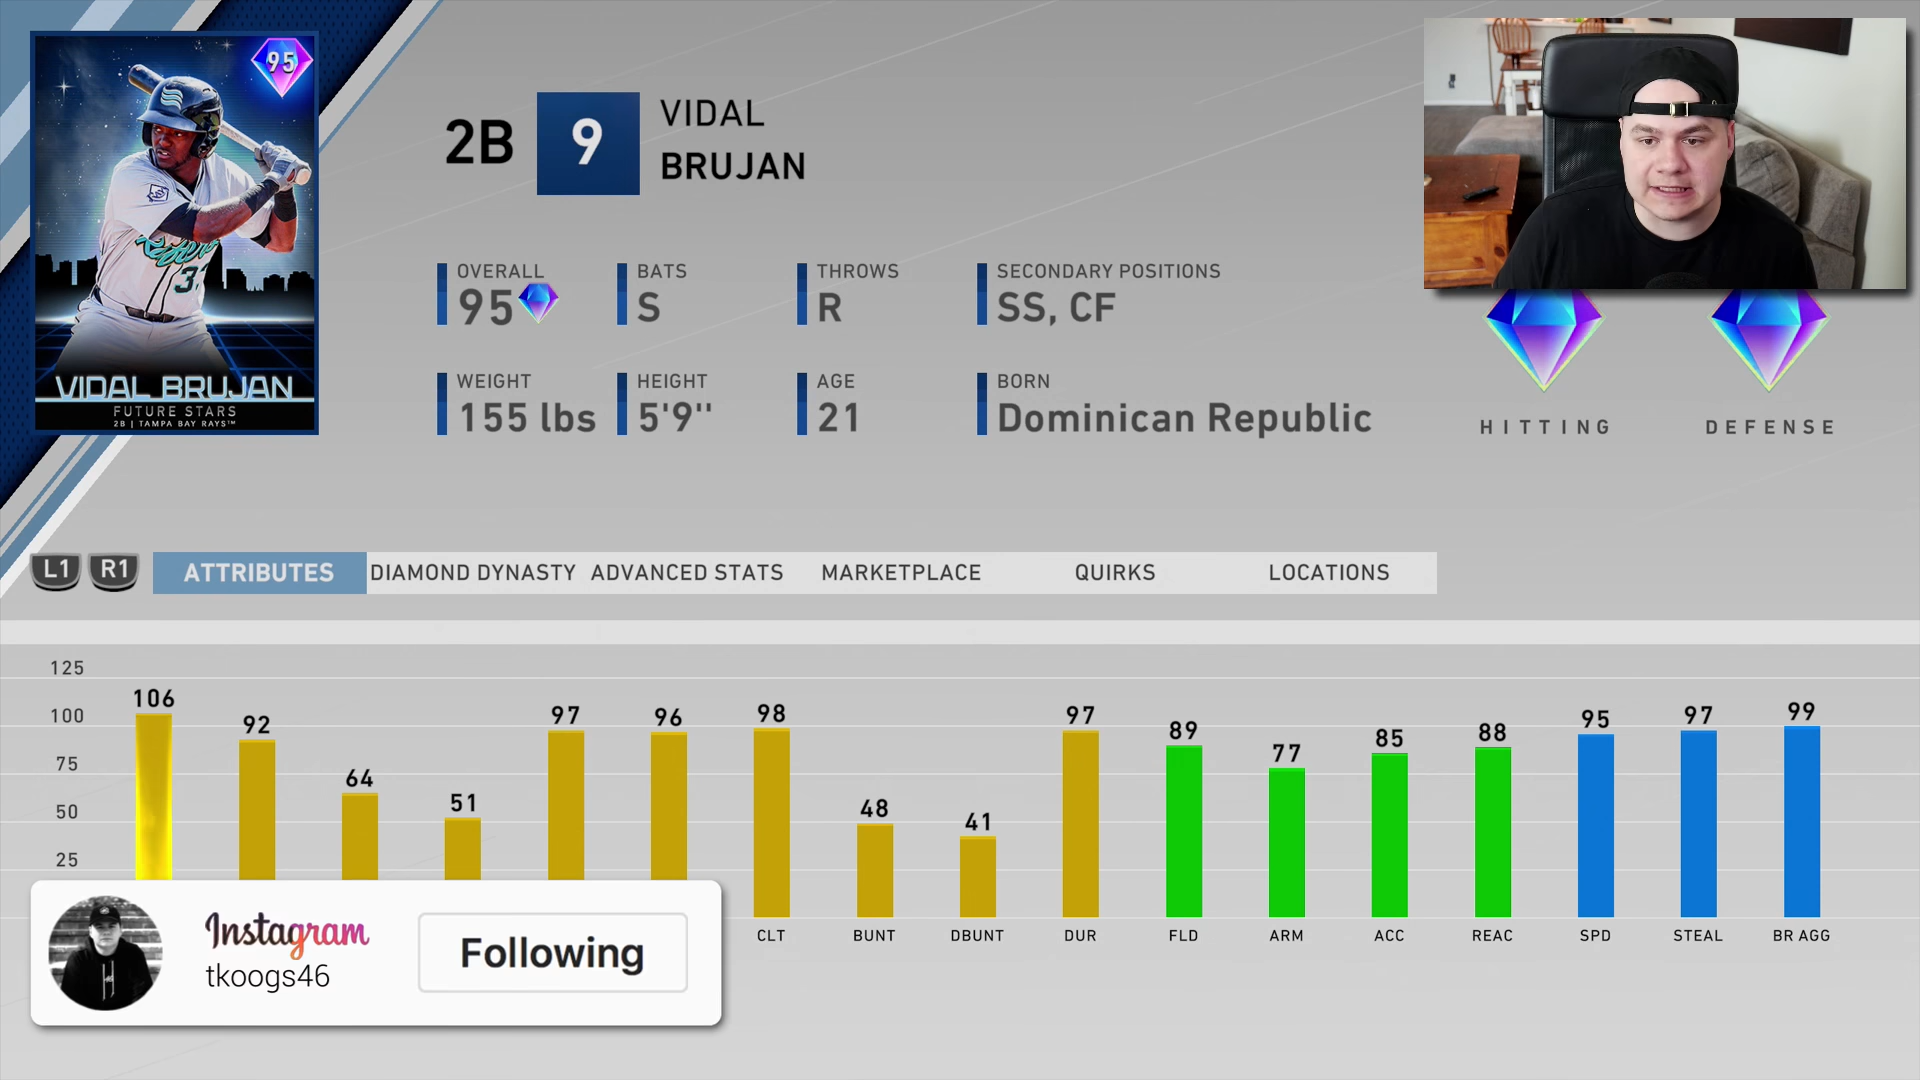 95
VIDAL BRUJAN
FUTURE STARS
2B | TAMPA BAY RAYS™
2B 9 VIDAL
BRUJAN
OVERALL BATS THROWS SECONDARY POSITIONS
95 S R SS, CF
WEIGHT HEIGHT AGE BORN
155 lbs 5'9" 21 Dominican Republic
HITTING DEFENSE
L1 R1 ATTRIBUTES DIAMOND DYNASTY ADVANCED STATS MARKETPLACE QUIRKS LOCATIONS
125
100
75
50
25
106 92 64 51 97 96 98 48 41 97 89 77 85 88 95 97 99
CLT BUNT DBUNT DUR FLD ARM ACC REAC SPD STEAL BR AGG
Instagram
tkoogs46
Following